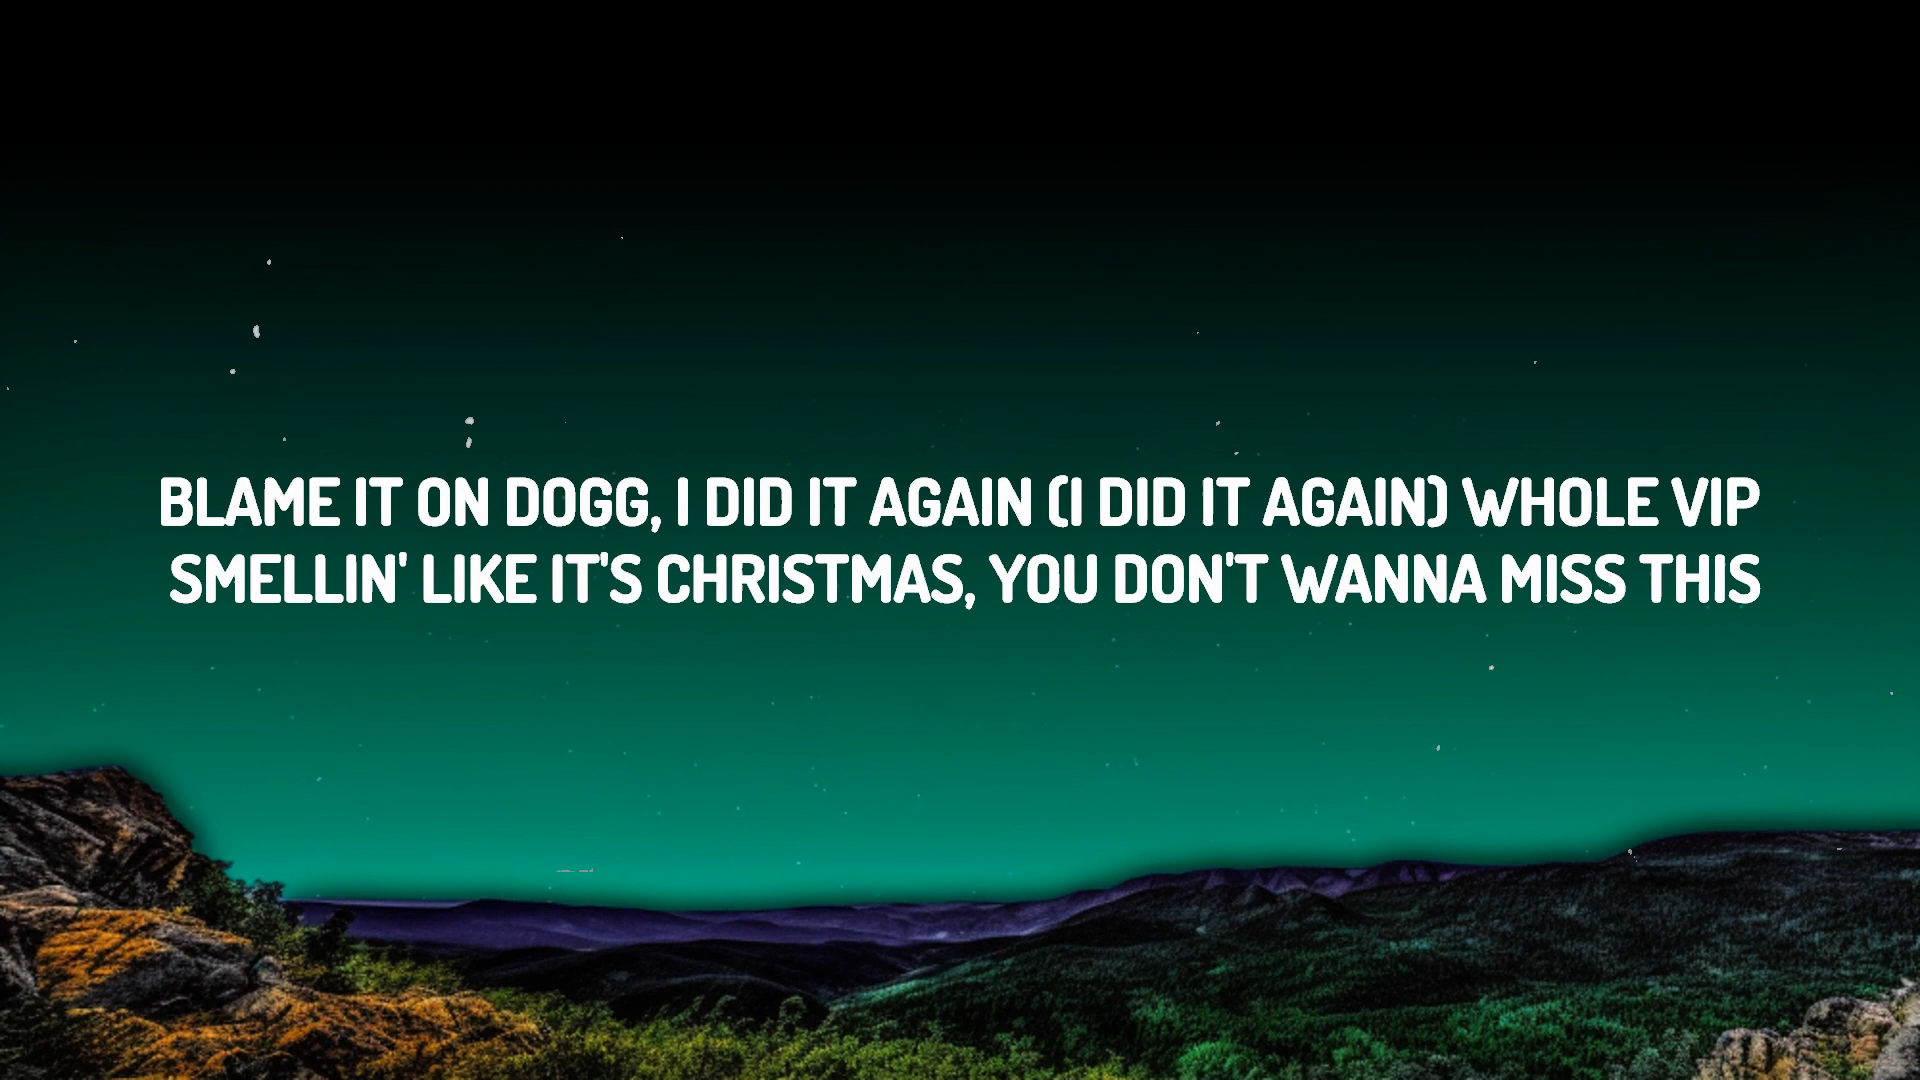 BLAME IT ON DOGG, I DID IT AGAIN (I DID IT AGAIN) WHOLE VIP
SMELLIN' LIKE IT'S CHRISTMAS, YOU DON'T WANNA MISS THIS